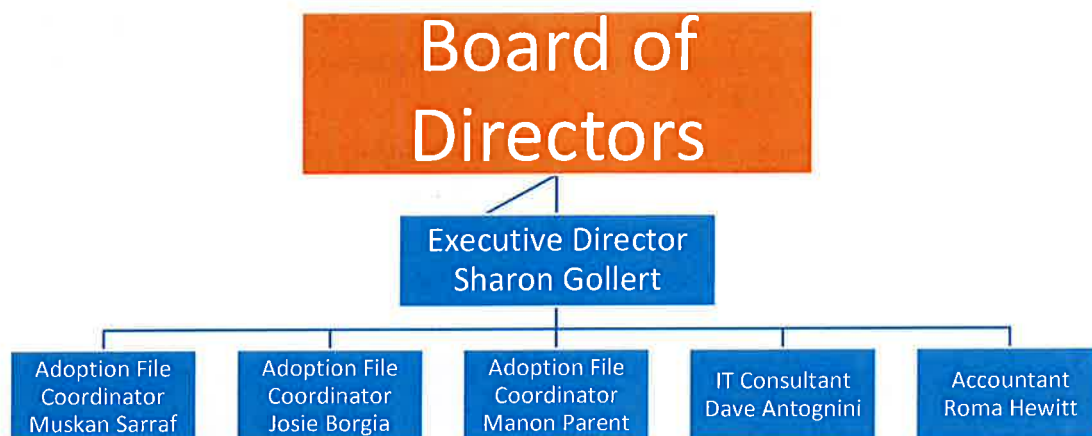 Board of
Directors
Executive Director
Sharon Gollert
Adoption File
Coordinator
Muskan Sarraf
Adoption File
Coordinator
Josie Borgia
Adoption File
Coordinator
Manon Parent
IT Consultant
Dave Antognini
Accountant
Roma Hewitt